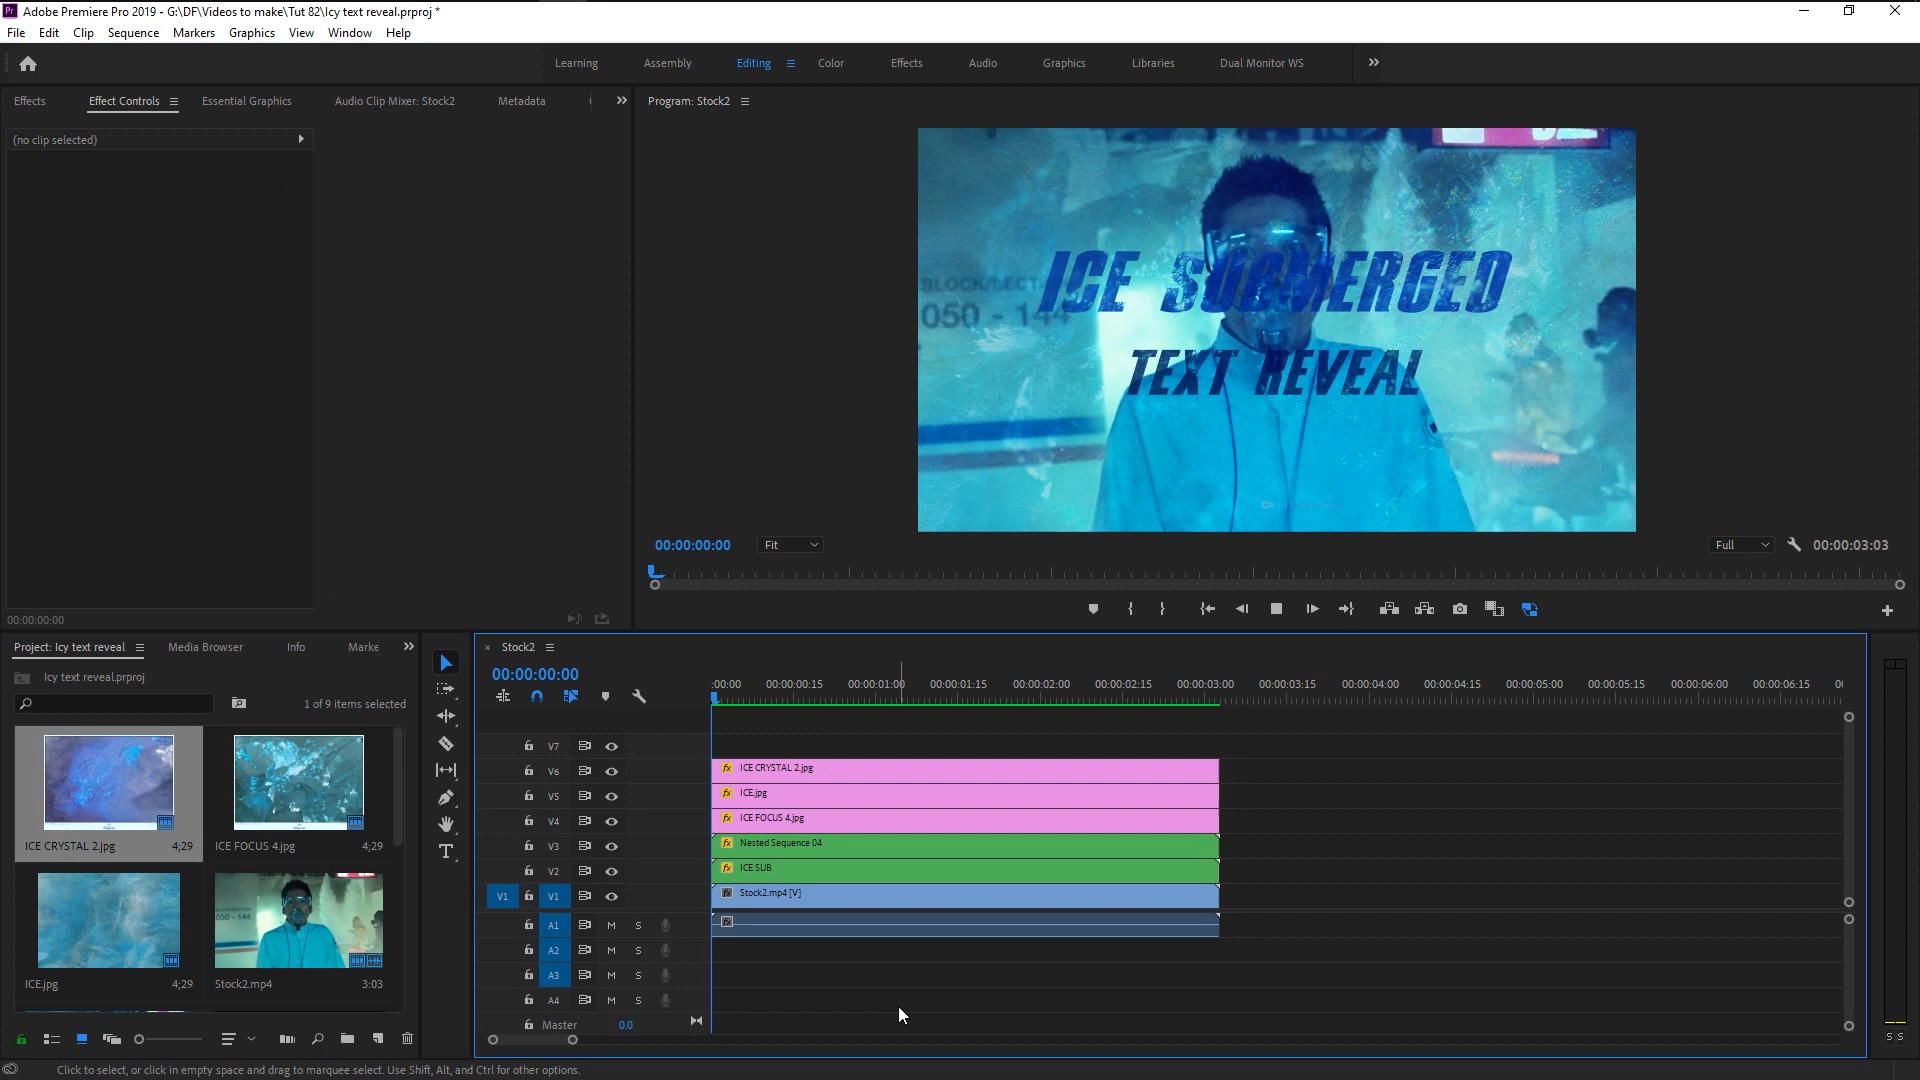 Adobe Premiere Pro 2019 - G:\DF\Videos to make\Tut 82\Icy text reveal.prproj *
File Edit Clip Sequence Markers Graphics View Window Help
Learning Assembly Editing Color Effects Audio Graphics Libraries Dual Monitor WS
Effects Effect Controls Essential Graphics Audio Clip Mixer: Stock2 Metadata
Program: Stock2
(no clip selected)
BLOCK/SECT
050 - 144
ICE SUBMERGED
TEXT REVEAL
00:00:00:00 Fit Full 00:00:03:03
00:00:00:00
Project: Icy text reveal Media Browser Info Marke
Icy text reveal.prproj
1 of 9 items selected
ICE CRYSTAL 2.jpg 4;29
ICE FOCUS 4.jpg 4;29
ICE.jpg 4;29
Stock2.mp4 3:03
× Stock2
00:00:00:00
:00:00 00:00:00:15 00:00:01:00 00:00:01:15 00:00:02:00 00:00:02:15 00:00:03:00 00:00:03:15 00:00:04:00 00:00:04:15 00:00:05:00 00:00:05:15 00:00:06:00 00:00:06:15
V7
V6 ICE CRYSTAL 2.jpg
V5 ICE.jpg
V4 ICE FOCUS 4.jpg
V3 Nested Sequence 04
V2 ICE SUB
V1 V1 Stock2.mp4 [V]
A1 M S
A2 M S
A3 M S
A4 M S
Master 0.0
S S
Click to select, or click in empty space and drag to marquee select. Use Shift, Alt, and Ctrl for other options.